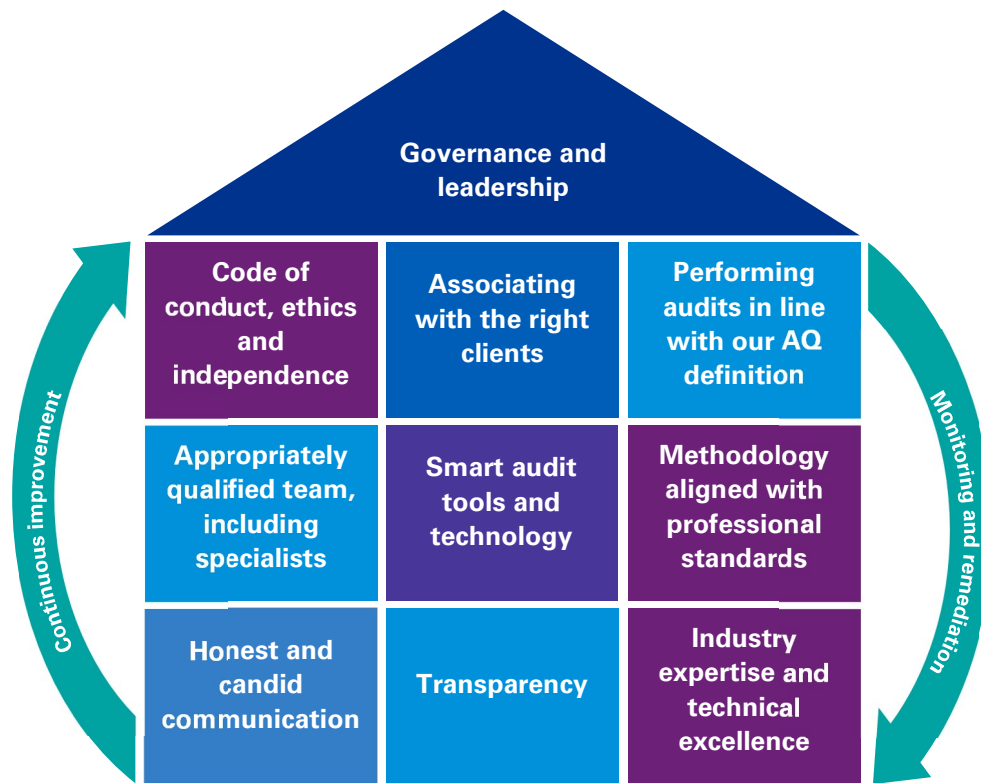 Governance and
leadership
Code of
conduct, ethics
and
independence
Associating
with the right
clients
Performing
audits in line
with our AQ
definition
Appropriately
qualified team,
including
specialists
Smart audit
tools and
technology
Methodology
aligned with
professional
standards
Honest and
candid
communication
Transparency
Industry
expertise and
technical
excellence
Continuous improvement
Monitoring and remediation